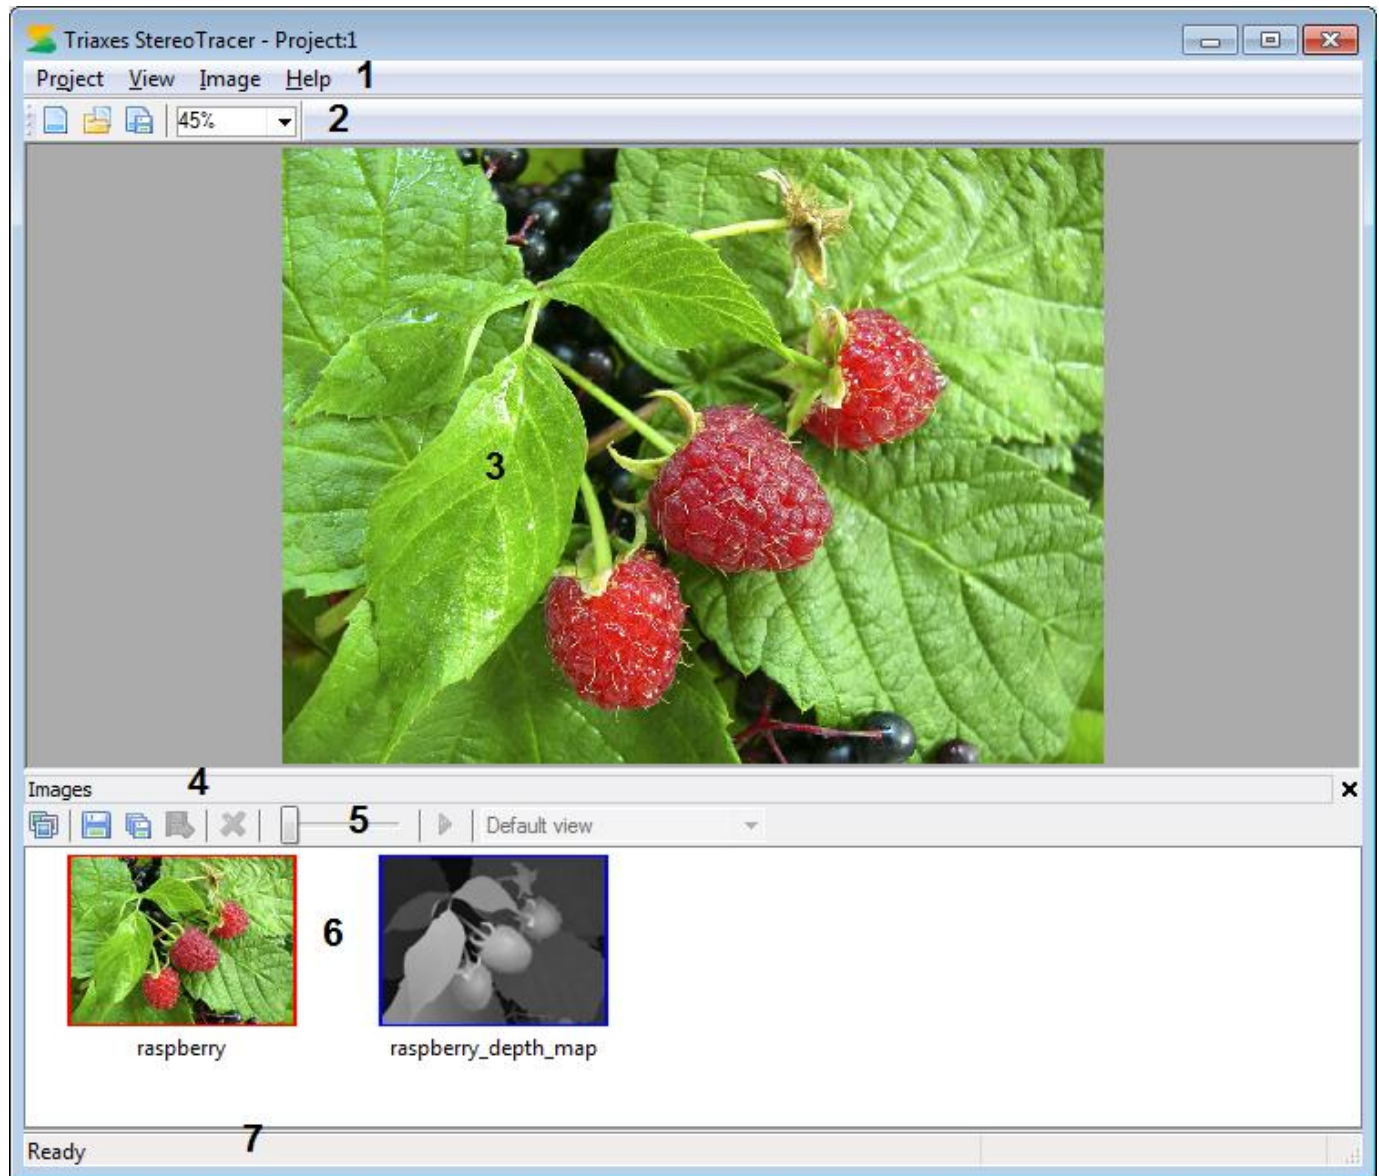 Triaxes StereoTracer - Project:1
Project View Image Help 1
45% 2
3
4
Images
5
Default view
6
raspberry raspberry_depth_map
7
Ready